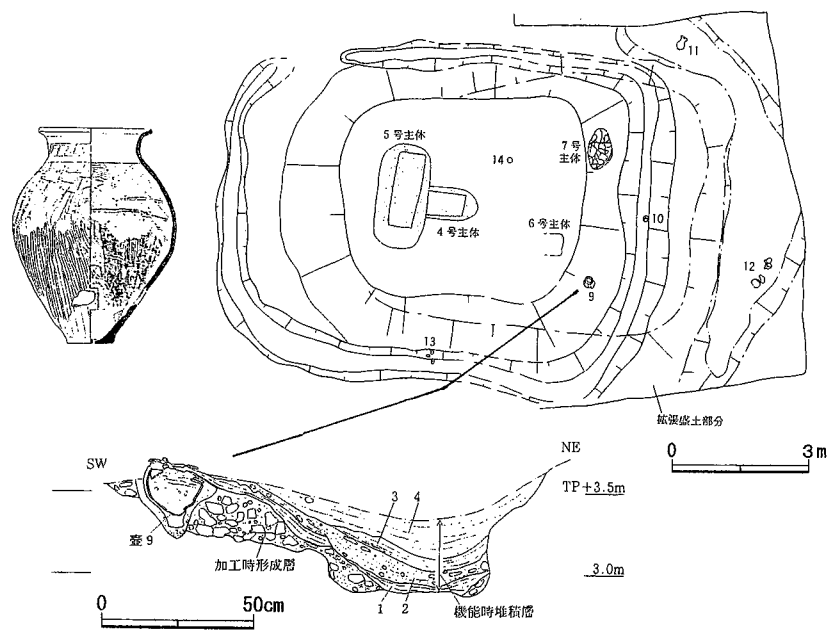 11
5号主体
14
7号
主体
4号主体
6号主体
10
12
9
13
拡張盛土部分
0 3m
SW
NE
TP+3.5m
3 4
壺9
加工時形成層
3.0m
1 2
機能時堆積層
0 50cm